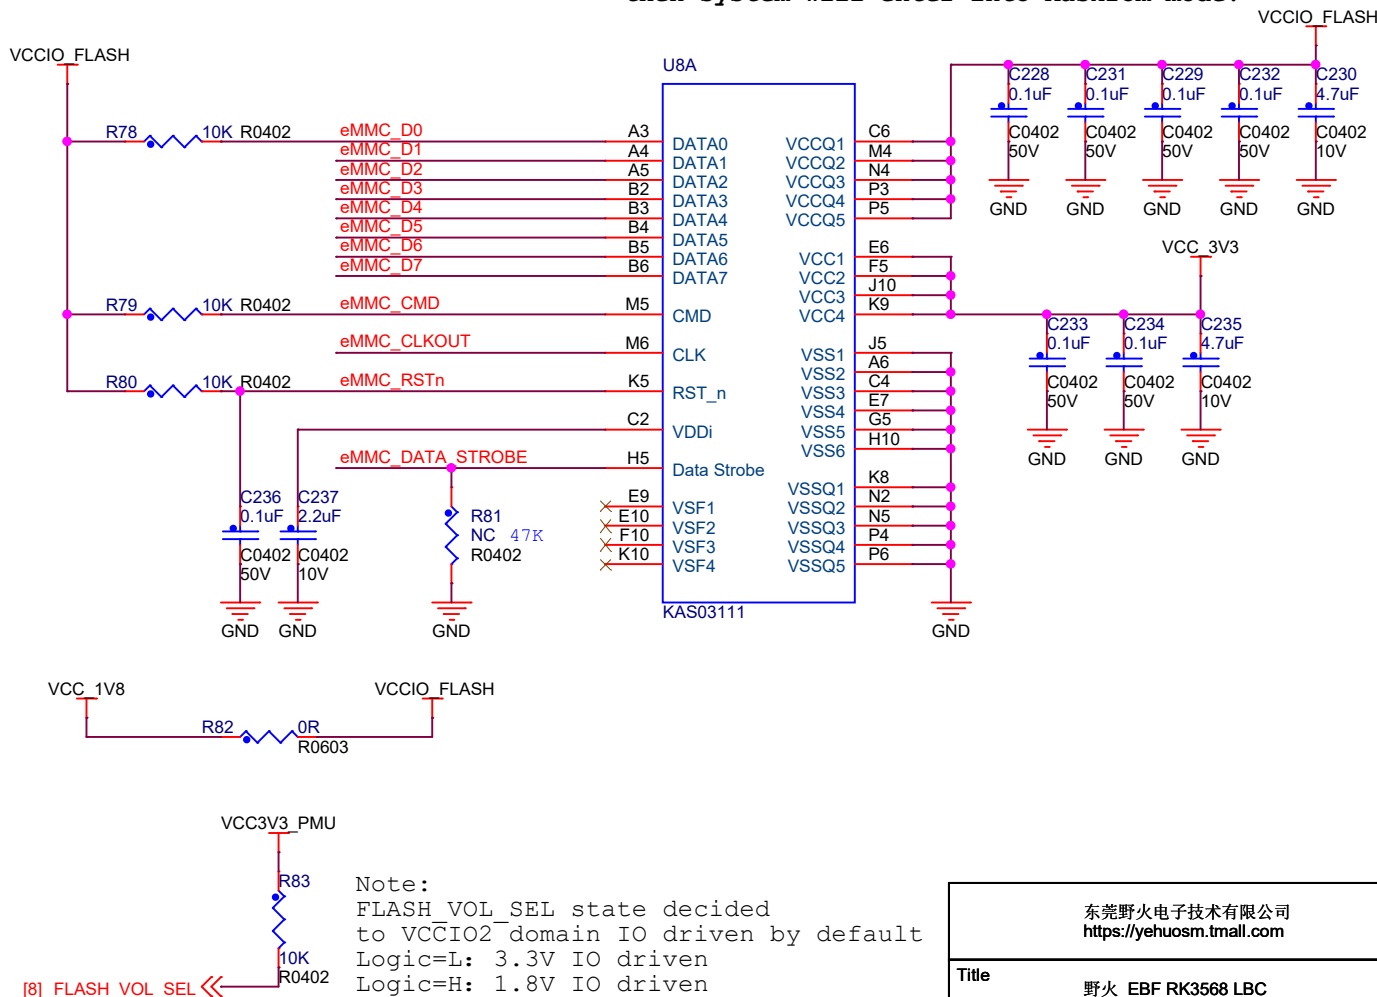 then System will enter into Maskrom mode.
VCCIO_FLASH
VCCIO_FLASH
U8A
R78 10K R0402
eMMC_D0
eMMC_D1
eMMC_D2
eMMC_D3
eMMC_D4
eMMC_D5
eMMC_D6
eMMC_D7
R79 10K R0402
eMMC_CMD
eMMC_CLKOUT
R80 10K R0402
eMMC_RSTn
eMMC_DATA_STROBE
A3 DATA0
A4 DATA1
A5 DATA2
B2 DATA3
B3 DATA4
B4 DATA5
B5 DATA6
B6 DATA7
M5 CMD
M6 CLK
K5 RST_n
C2 VDDi
H5 Data Strobe
E9 VSF1
E10 VSF2
F10 VSF3
K10 VSF4
VCCQ1 C6
VCCQ2 M4
VCCQ3 N4
VCCQ4 P3
VCCQ5 P5
VCC1 E6
VCC2 F5
VCC3 J10
VCC4 K9
VSS1 J5
VSS2 A6
VSS3 C4
VSS4 E7
VSS5 G5
VSS6 H10
VSSQ1 K8
VSSQ2 N2
VSSQ3 N5
VSSQ4 P4
VSSQ5 P6
KAS03111
GND
C228
0.1uF
C0402
50V
GND
C231
0.1uF
C0402
50V
GND
C229
0.1uF
C0402
50V
GND
C232
0.1uF
C0402
50V
GND
C230
4.7uF
C0402
10V
GND
VCC_3V3
C233
0.1uF
C0402
50V
GND
C234
0.1uF
C0402
50V
GND
C235
4.7uF
C0402
10V
GND
C236
0.1uF
C0402
50V
GND
C237
2.2uF
C0402
10V
GND
R81
NC 47K
R0402
GND
VCC_1V8
VCCIO_FLASH
R82 0R
R0603
VCC3V3_PMU
R83
10K
R0402
[8] FLASH_VOL_SEL
Note:
FLASH_VOL_SEL state decided
to VCCIO2 domain IO driven by default
Logic=L: 3.3V IO driven
Logic=H: 1.8V IO driven
东莞野火电子技术有限公司
https://yehuosm.tmall.com
Title
野火 EBF RK3568 LBC